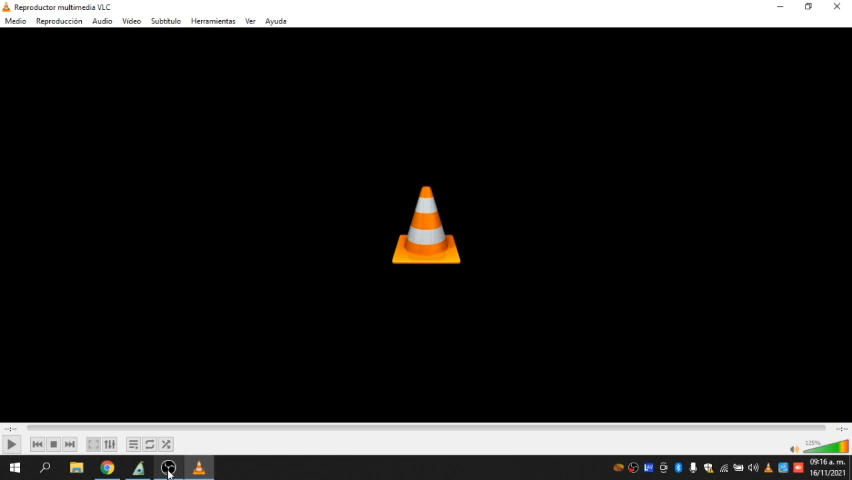 Reproductor multimedia VLC
Medio Reproducción Audio Vídeo Subtítulo Herramientas Ver Ayuda
--:-- --:--
125%
09:16 a. m.
16/11/2021